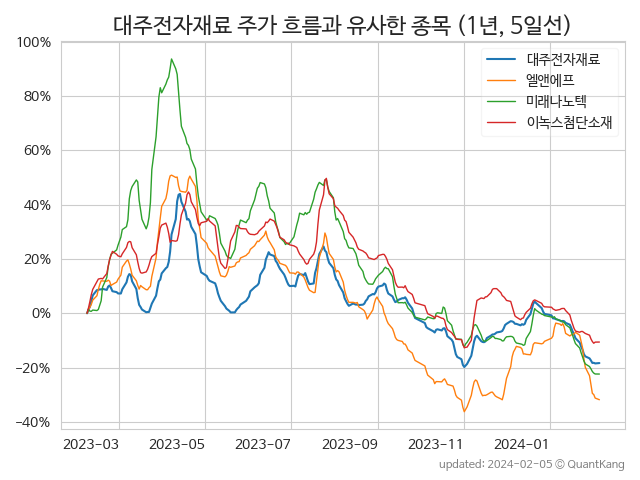 대주전자재료 주가 흐름과 유사한 종목 (1년, 5일선)
100%
80%
60%
40%
20%
0%
−20%
−40%
대주전자재료
엘앤에프
미래나노텍
이녹스첨단소재
2023-03 2023-05 2023-07 2023-09 2023-11 2024-01
updated: 2024-02-05 © QuantKang